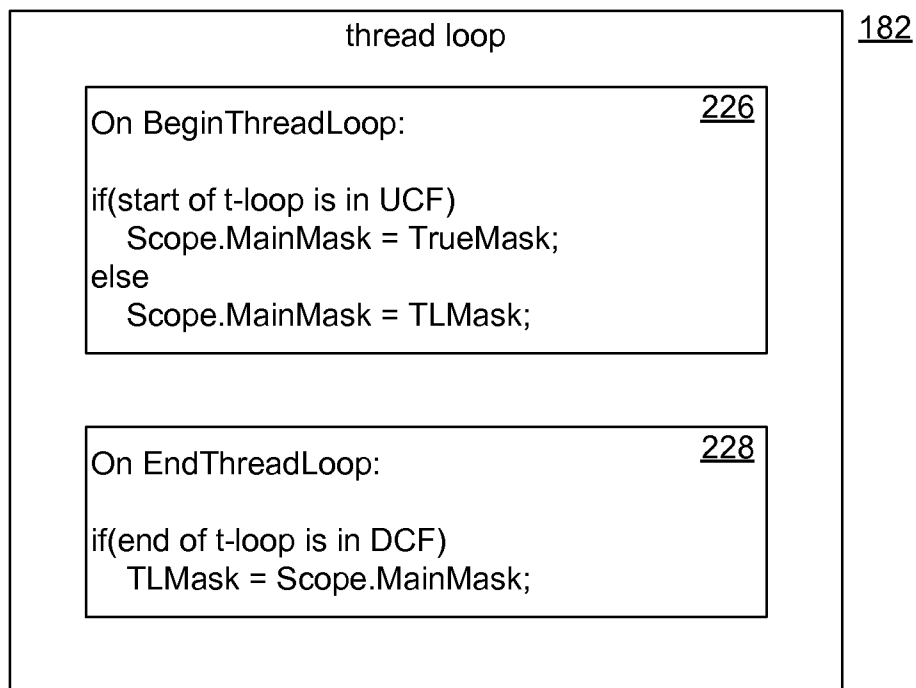 thread loop
182
On BeginThreadLoop:
226
if(start of t-loop is in UCF)
Scope.MainMask = TrueMask;
else
Scope.MainMask = TLMask;
On EndThreadLoop:
228
if(end of t-loop is in DCF)
TLMask = Scope.MainMask;